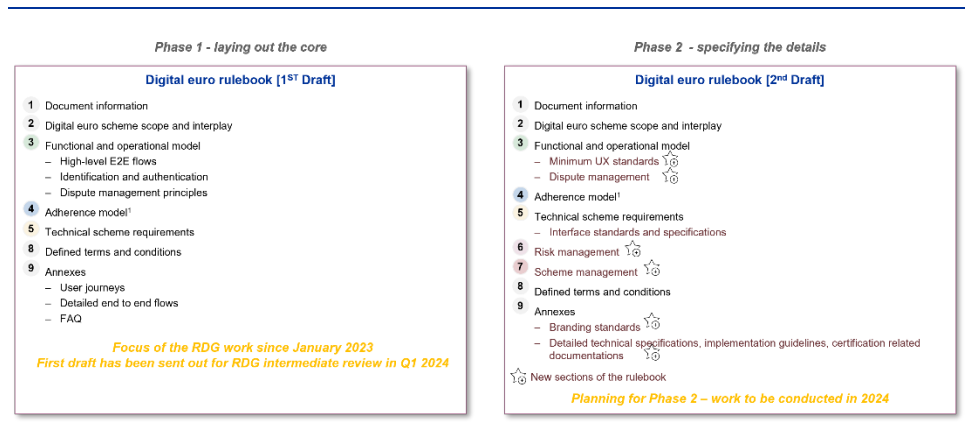 Phase 1 - laying out the core
Digital euro rulebook [1ST Draft]
1 Document information
2 Digital euro scheme scope and interplay
3 Functional and operational model
– High-level E2E flows
– Identification and authentication
– Dispute management principles
4 Adherence model1
5 Technical scheme requirements
8 Defined terms and conditions
9 Annexes
– User journeys
– Detailed end to end flows
– FAQ
Focus of the RDG work since January 2023
First draft has been sent out for RDG intermediate review in Q1 2024
Phase 2 - specifying the details
Digital euro rulebook [2nd Draft]
1 Document information
2 Digital euro scheme scope and interplay
3 Functional and operational model
– Minimum UX standards
– Dispute management
4 Adherence model1
5 Technical scheme requirements
– Interface standards and specifications
6 Risk management
7 Scheme management
8 Defined terms and conditions
9 Annexes
– Branding standards
– Detailed technical specifications, implementation guidelines, certification related
documentations
New sections of the rulebook
Planning for Phase 2 – work to be conducted in 2024